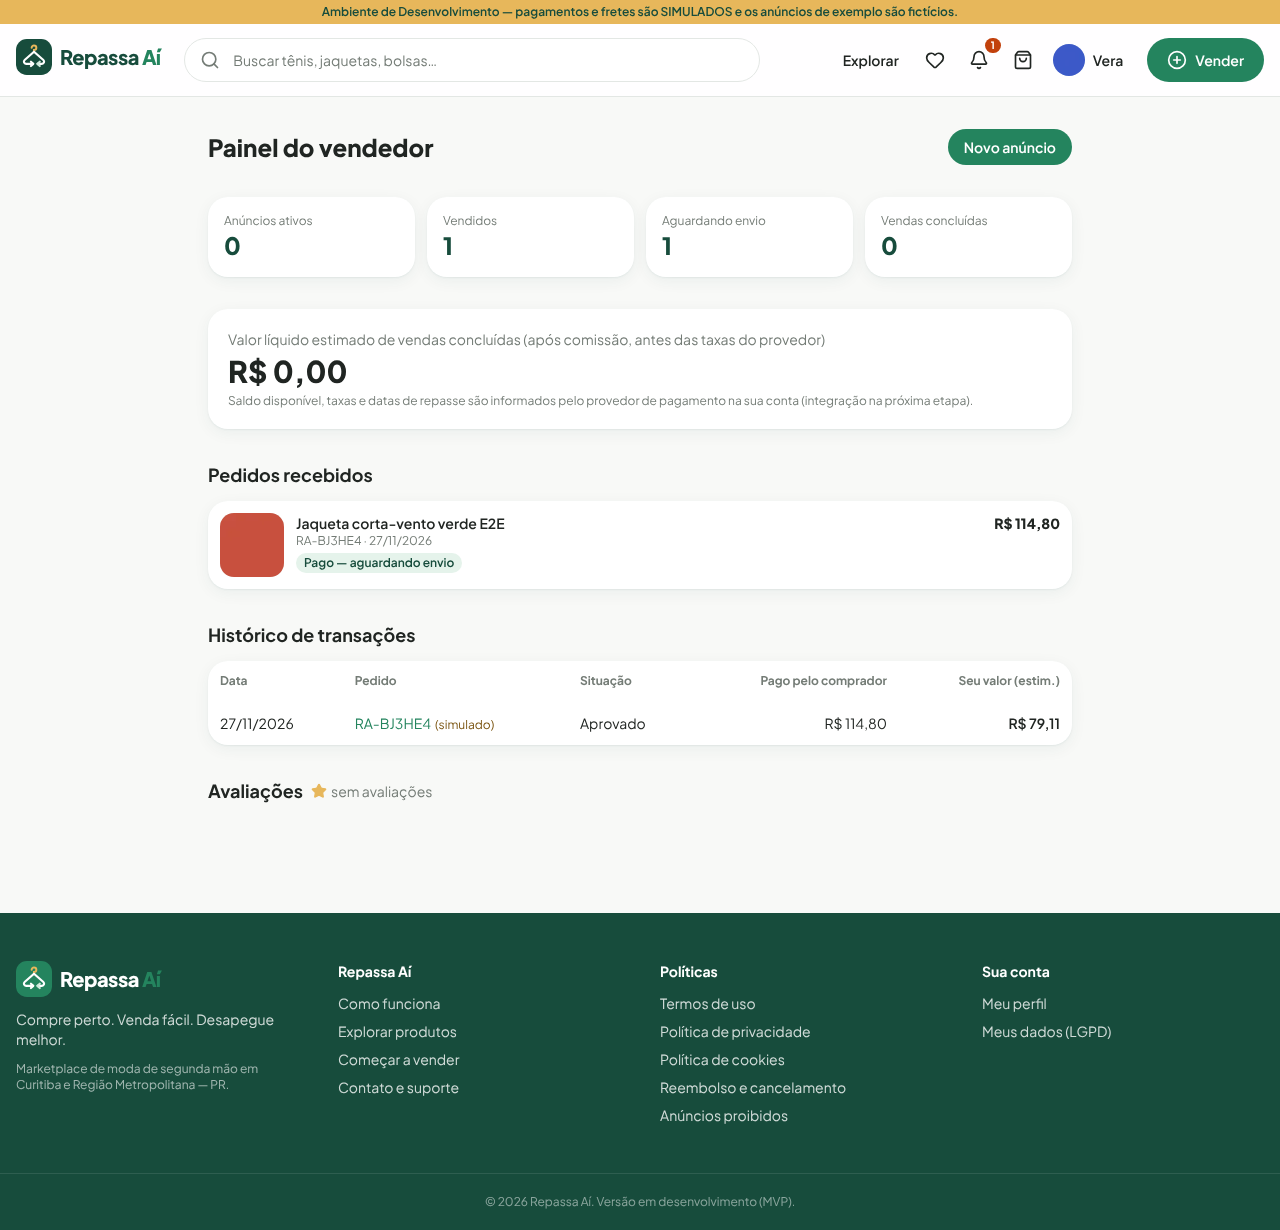 Ambiente de Desenvolvimento — pagamentos e fretes são SIMULADOS e os anúncios de exemplo são fictícios.
Repassa Aí
Buscar tênis, jaquetas, bolsas…
Explorar
1
Vera
Vender
Painel do vendedor
Novo anúncio
Anúncios ativos
0
Vendidos
1
Aguardando envio
1
Vendas concluídas
0
Valor líquido estimado de vendas concluídas (após comissão, antes das taxas do provedor)
R$ 0,00
Saldo disponível, taxas e datas de repasse são informados pelo provedor de pagamento na sua conta (integração na próxima etapa).
Pedidos recebidos
Jaqueta corta-vento verde E2E
R$ 114,80
RA-BJ3HE4 · 27/11/2026
Pago — aguardando envio
Histórico de transações
Data Pedido Situação Pago pelo comprador Seu valor (estim.)
27/11/2026 RA-BJ3HE4 (simulado) Aprovado R$ 114,80 R$ 79,11
Avaliações sem avaliações
Repassa Aí
Compre perto. Venda fácil. Desapegue
melhor.
Marketplace de moda de segunda mão em
Curitiba e Região Metropolitana — PR.
Repassa Aí
Como funciona
Explorar produtos
Começar a vender
Contato e suporte
Políticas
Termos de uso
Política de privacidade
Política de cookies
Reembolso e cancelamento
Anúncios proibidos
Sua conta
Meu perfil
Meus dados (LGPD)
© 2026 Repassa Aí. Versão em desenvolvimento (MVP).